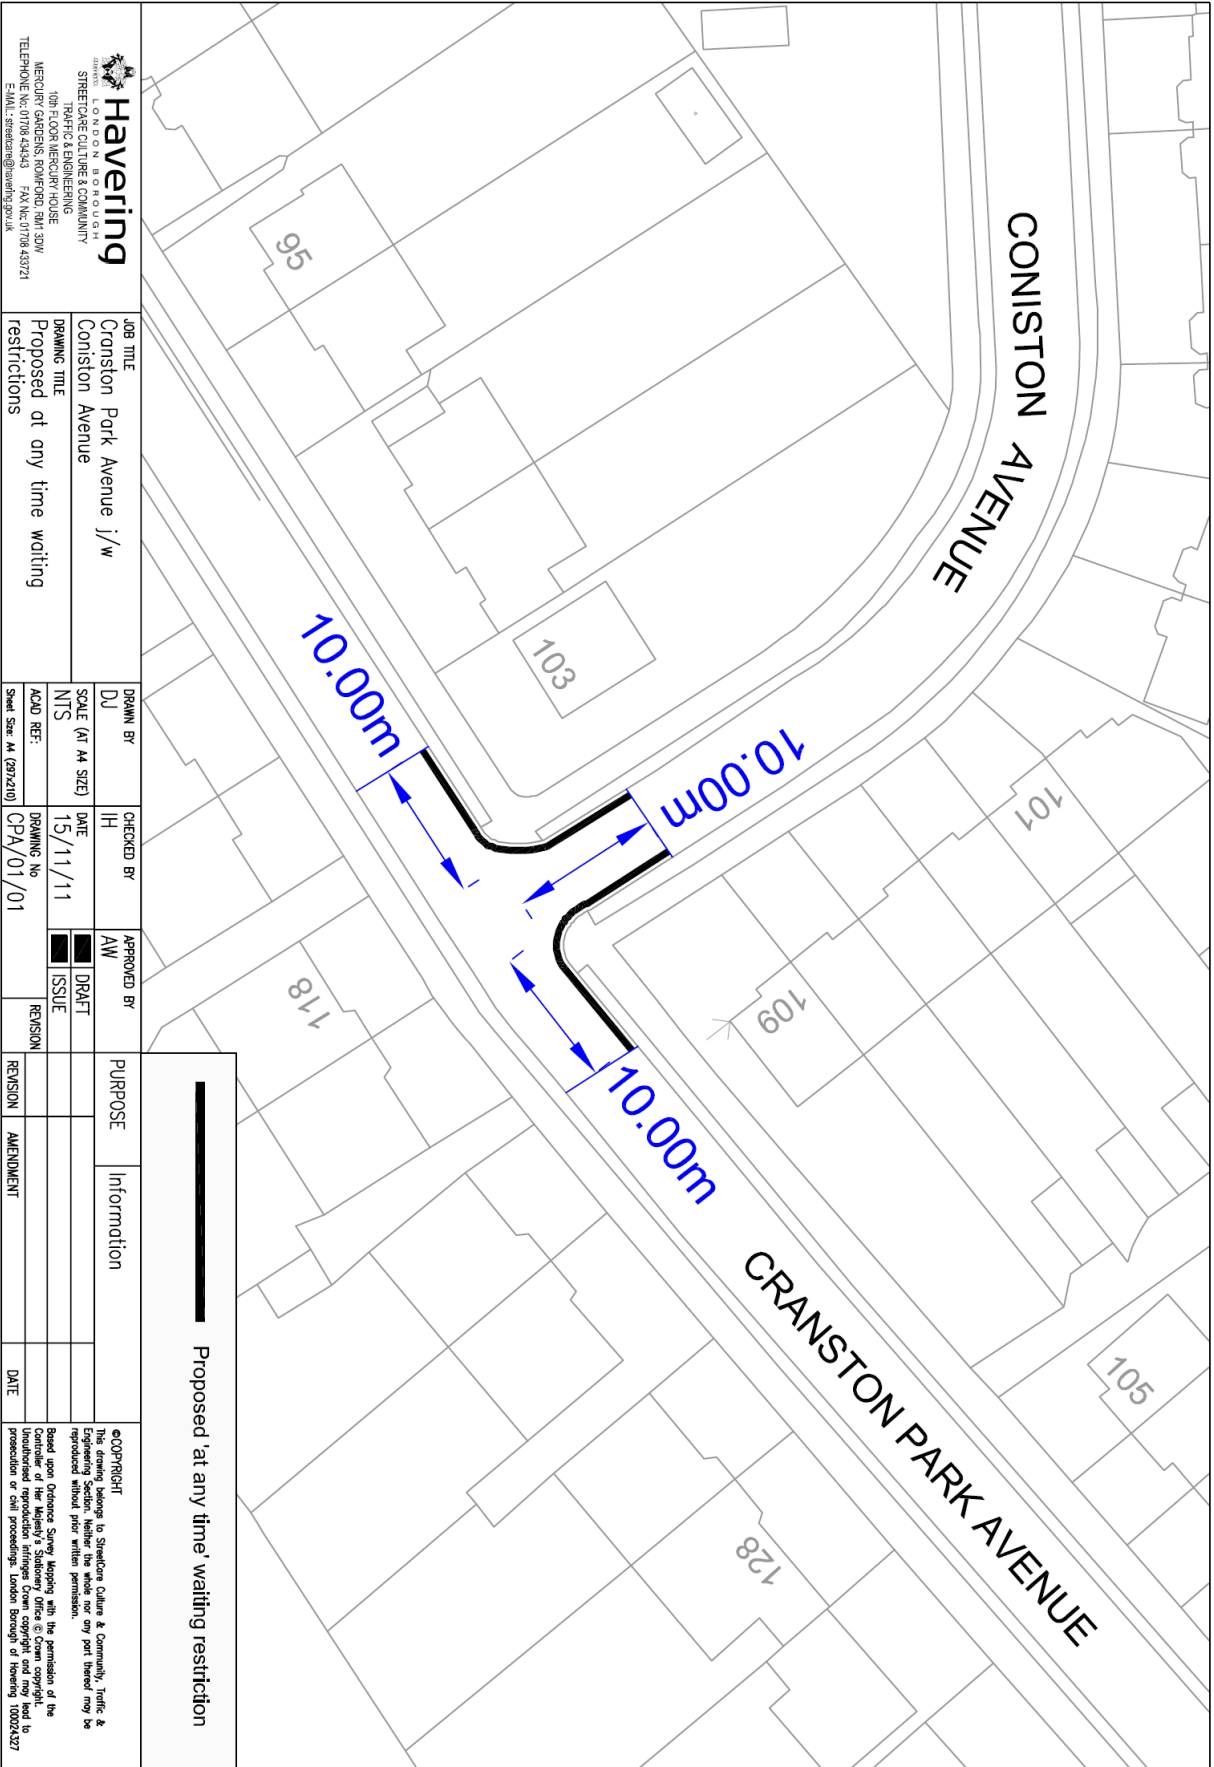 CONISTON AVENUE
95
103
101
109
118
105
128
10.00m
10.00m
10.00m
CRANSTON PARK AVENUE
Proposed 'at any time' waiting restriction
Havering
LONDON BOROUGH
STREETCARE CULTURE & COMMUNITY
TRAFFIC & ENGINEERING
10th FLOOR MERCURY HOUSE
MERCURY GARDENS, ROMFORD, RM1 3DW
TELEPHONE No: 01708 434343 FAX No: 01708 433721
E-MAIL: streetcare@havering.gov.uk
JOB TITLE
Cranston Park Avenue j/w
Coniston Avenue
DRAWING TITLE
Proposed at any time waiting
restrictions
DRAWN BY
DJ
CHECKED BY
IH
APPROVED BY
AW
SCALE (AT A4 SIZE)
NTS
DATE
15/11/11
DRAFT
ISSUE
ACAD REF:
Sheet Size: A4 (297x210)
DRAWING No
CPA/01/01
REVISION
PURPOSE
Information
REVISION
AMENDMENT
DATE
©COPYRIGHT
This drawing belongs to StreetCare Culture & Community, Traffic &
Engineering Section. Neither the whole nor any part thereof may be
reproduced without prior written permission.
Based upon Ordnance Survey Mapping with the permission of the
Controller of Her Majesty's Stationery Office © Crown copyright.
Unauthorised reproduction infringes Crown copyright and may lead to
prosecution or civil proceedings. London Borough of Havering 100024327